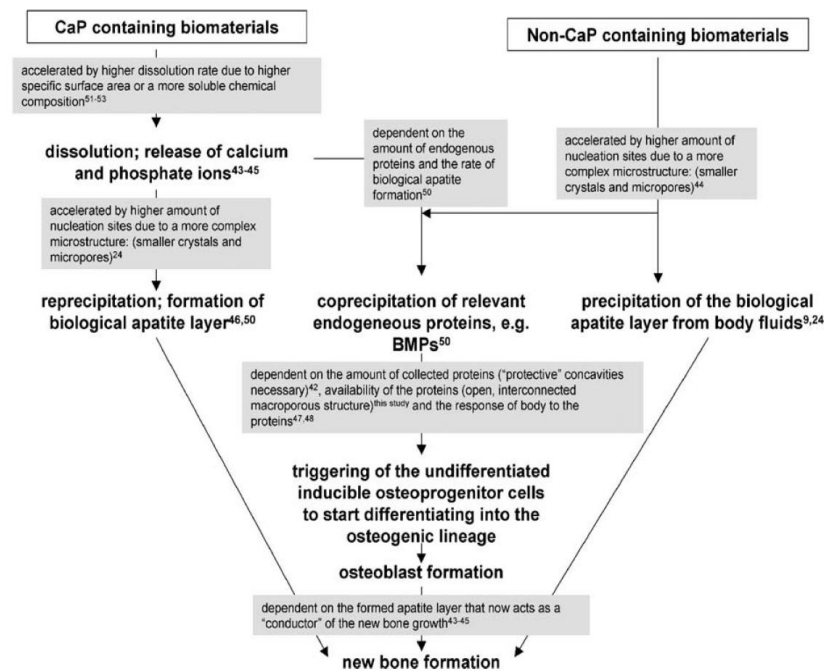 CaP containing biomaterials
Non-CaP containing biomaterials
accelerated by higher dissolution rate due to higher
specific surface area or a more soluble chemical
composition51-53
dissolution; release of calcium
and phosphate ions43-45
dependent on the
amount of endogenous
proteins and the rate of
biological apatite
formation50
accelerated by higher amount of
nucleation sites due to a more
complex microstructure: (smaller
crystals and micropores)44
accelerated by higher amount of
nucleation sites due to a more complex
microstructure: (smaller crystals and
micropores)24
reprecipitation; formation of
biological apatite layer46,50
coprecipitation of relevant
endogeneous proteins, e.g.
BMPs50
precipitation of the biological
apatite layer from body fluids9,24
dependent on the amount of collected proteins ("protective" concavities
necessary)42, availability of the proteins (open, interconnected
macroporous structure)this study and the response of body to the
proteins47,48
triggering of the undifferentiated
inducible osteoprogenitor cells
to start differentiating into the
osteogenic lineage
osteoblast formation
dependent on the formed apatite layer that now acts as a
"conductor" of the new bone growth43-45
new bone formation